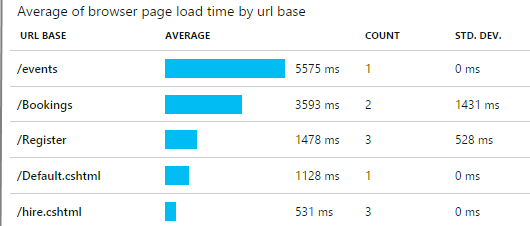 Average of browser page load time by url base
URL BASE AVERAGE COUNT STD. DEV.
/events 5575 ms 1 0 ms
/Bookings 3593 ms 2 1431 ms
/Register 1478 ms 3 528 ms
/Default.cshtml 1128 ms 1 0 ms
/hire.cshtml 531 ms 3 0 ms